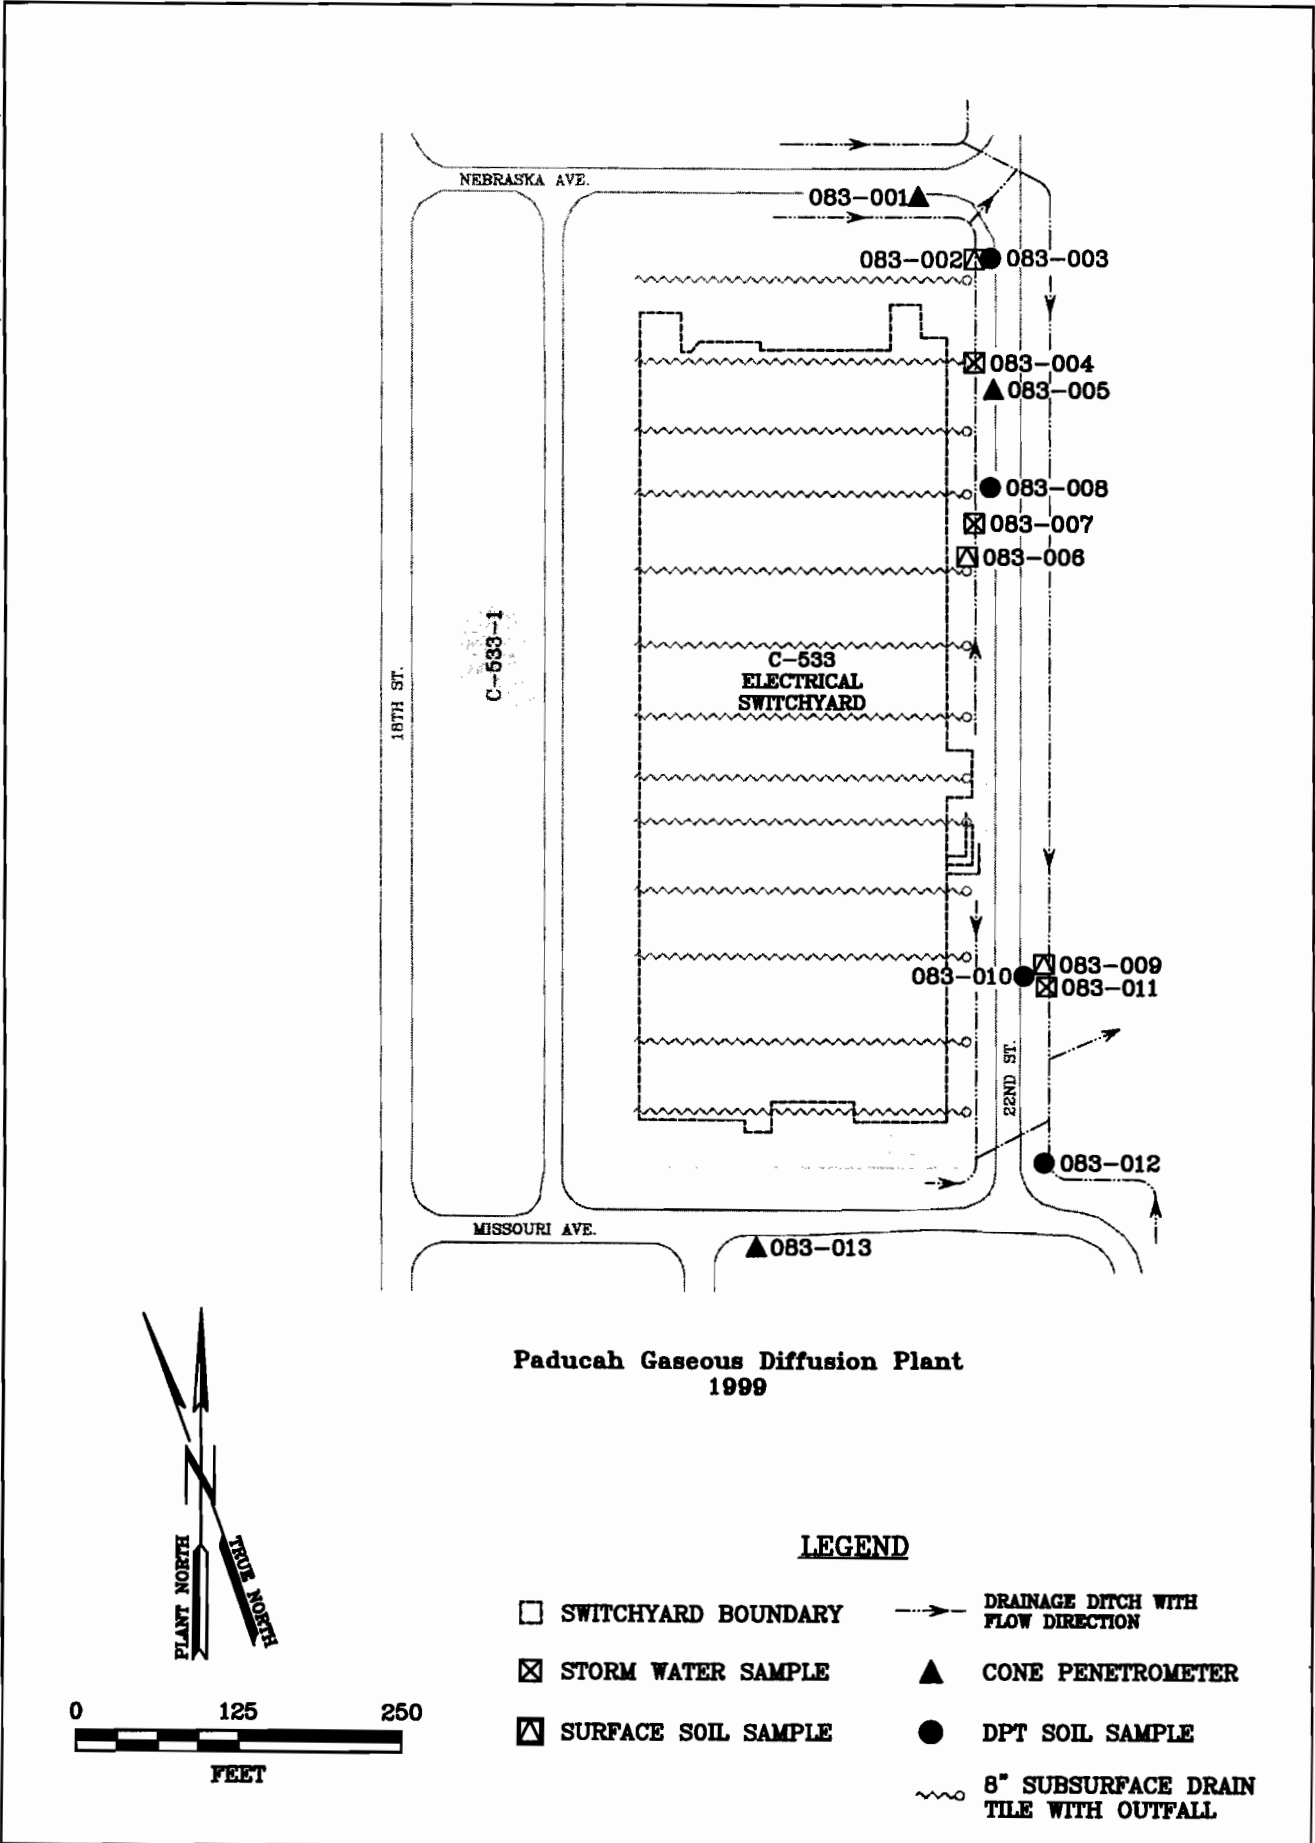 NEBRASKA AVE.
083-001
083-002
083-003
083-004
083-005
083-008
083-007
083-006
C-533-1
18TH ST.
C-533
ELECTRICAL
SWITCHYARD
083-009
083-010
083-011
22ND ST.
083-012
MISSOURI AVE.
083-013
Paducah Gaseous Diffusion Plant
1999
N
PLANT NORTH
TRUE NORTH
0 125 250
FEET
LEGEND
SWITCHYARD BOUNDARY
STORM WATER SAMPLE
SURFACE SOIL SAMPLE
DRAINAGE DITCH WITH
FLOW DIRECTION
CONE PENETROMETER
DPT SOIL SAMPLE
8" SUBSURFACE DRAIN
TILE WITH OUTFALL